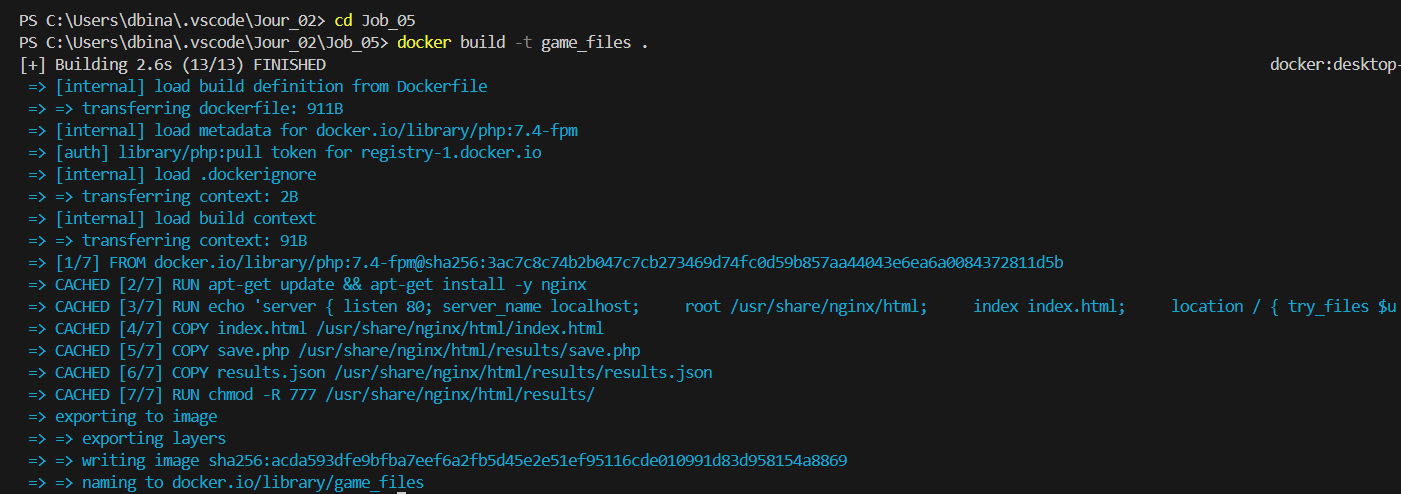 PS C:\Users\dbina\.vscode\Jour_02> cd Job_05
PS C:\Users\dbina\.vscode\Jour_02\Job_05> docker build -t game_files .
[+] Building 2.6s (13/13) FINISHED docker:desktop-
=> [internal] load build definition from Dockerfile
=> => transferring dockerfile: 911B
=> [internal] load metadata for docker.io/library/php:7.4-fpm
=> [auth] library/php:pull token for registry-1.docker.io
=> [internal] load .dockerignore
=> => transferring context: 2B
=> [internal] load build context
=> => transferring context: 91B
=> [1/7] FROM docker.io/library/php:7.4-fpm@sha256:3ac7c8c74b2b047c7cb273469d74fc0d59b857aa44043e6ea6a0084372811d5b
=> CACHED [2/7] RUN apt-get update && apt-get install -y nginx
=> CACHED [3/7] RUN echo 'server { listen 80; server_name localhost;     root /usr/share/nginx/html;     index index.html;     location / { try_files $u
=> CACHED [4/7] COPY index.html /usr/share/nginx/html/index.html
=> CACHED [5/7] COPY save.php /usr/share/nginx/html/results/save.php
=> CACHED [6/7] COPY results.json /usr/share/nginx/html/results/results.json
=> CACHED [7/7] RUN chmod -R 777 /usr/share/nginx/html/results/
=> exporting to image
=> => exporting layers
=> => writing image sha256:acda593dfe9bfba7eef6a2fb5d45e2e51ef95116cde010991d83d958154a8869
=> => naming to docker.io/library/game_files